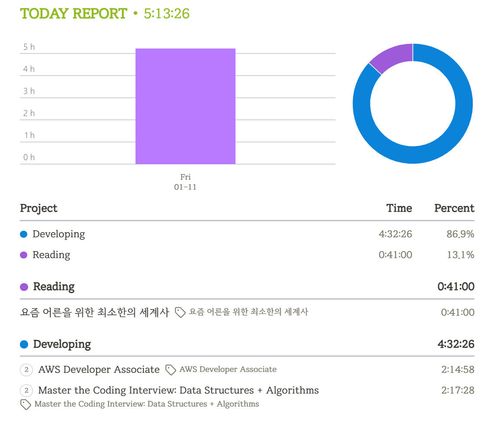 TODAY REPORT • 5:13:26
5 h
4 h
3 h
2 h
1 h
0 h
Fri
01-11
Project Time Percent
Developing 4:32:26 86,9%
Reading 0:41:00 13,1%
Reading 0:41:00
요즘 어른을 위한 최소한의 세계사 요즘 어른을 위한 최소한의 세계사 0:41:00
Developing 4:32:26
2 AWS Developer Associate AWS Developer Associate 2:14:58
2 Master the Coding Interview: Data Structures + Algorithms 2:17:28
Master the Coding Interview: Data Structures + Algorithms